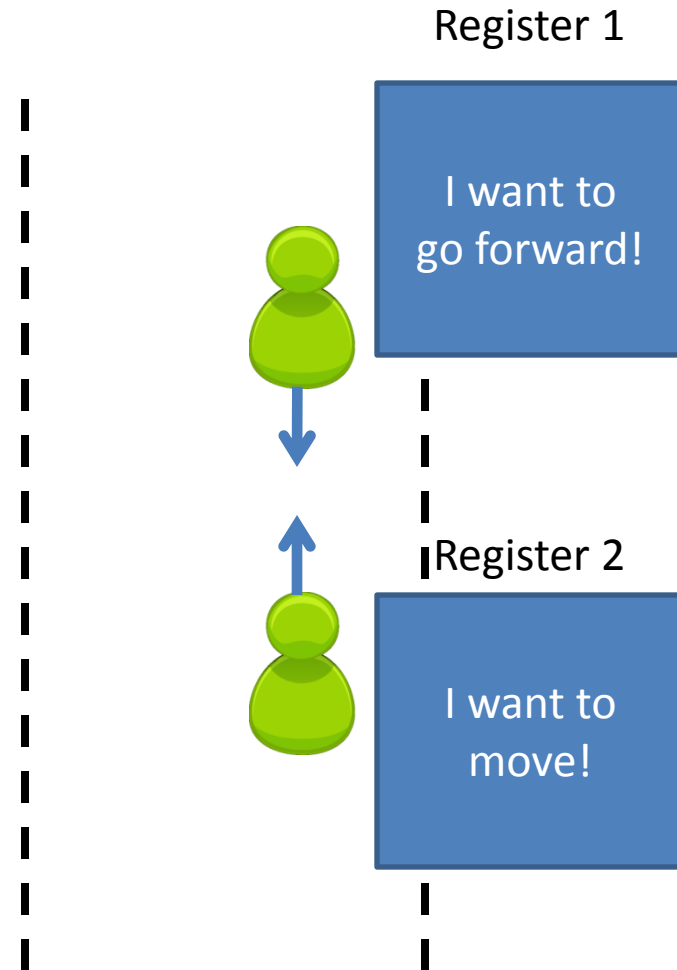 Register 1
I want to
go forward!
Register 2
I want to
move!